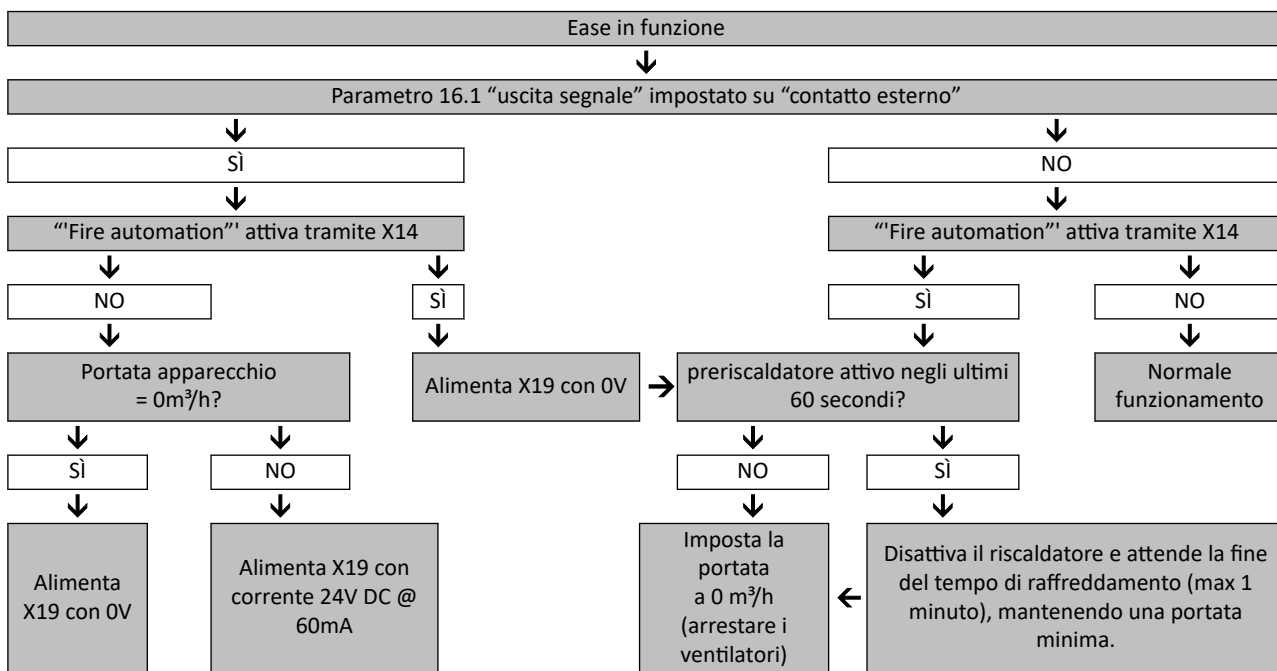 Ease in funzione
Parametro 16.1 “uscita segnale” impostato su “contatto esterno”
SÌ
NO
“'Fire automation”' attiva tramite X14
“'Fire automation”' attiva tramite X14
NO
SÌ
SÌ
NO
Portata apparecchio
= 0m³/h?
Alimenta X19 con 0V
preriscaldatore attivo negli ultimi
60 secondi?
Normale
funzionamento
SÌ
NO
NO
SÌ
Alimenta
X19 con 0V
Alimenta X19 con
corrente 24V DC @
60mA
Imposta la
portata
a 0 m³/h
(arrestare i
ventilatori)
Disattiva il riscaldatore e attende la fine
del tempo di raffreddamento (max 1
minuto), mantenendo una portata
minima.